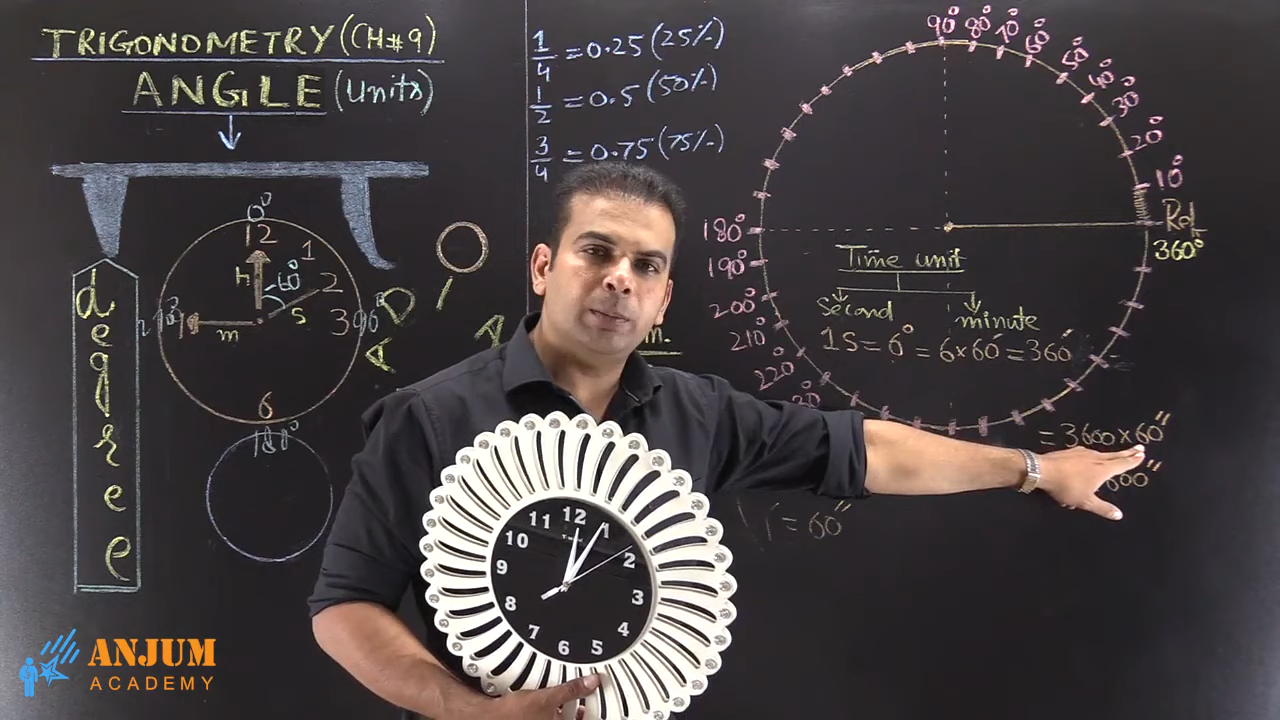 TRIGONOMETRY (CH#9)
ANGLE (Units)
degree
0°
12
1
2
h
60°
s
m
3 90°
6
180°
A D
A
1/4 = 0.25 (25%)
1/2 = 0.5 (50%)
3/4 = 0.75 (75%)
m.
90° 80° 70° 60° 50° 40° 30° 20° 10°
Ref.
360°
180°
190°
200°
210°
220°
Time unit
Second minute
1S = 6° = 6×60' = 360'
= 3600×60"
600"
1' = 60"
12 1 2 3 4 5 6 7 8 9 10 11
ANJUM
ACADEMY